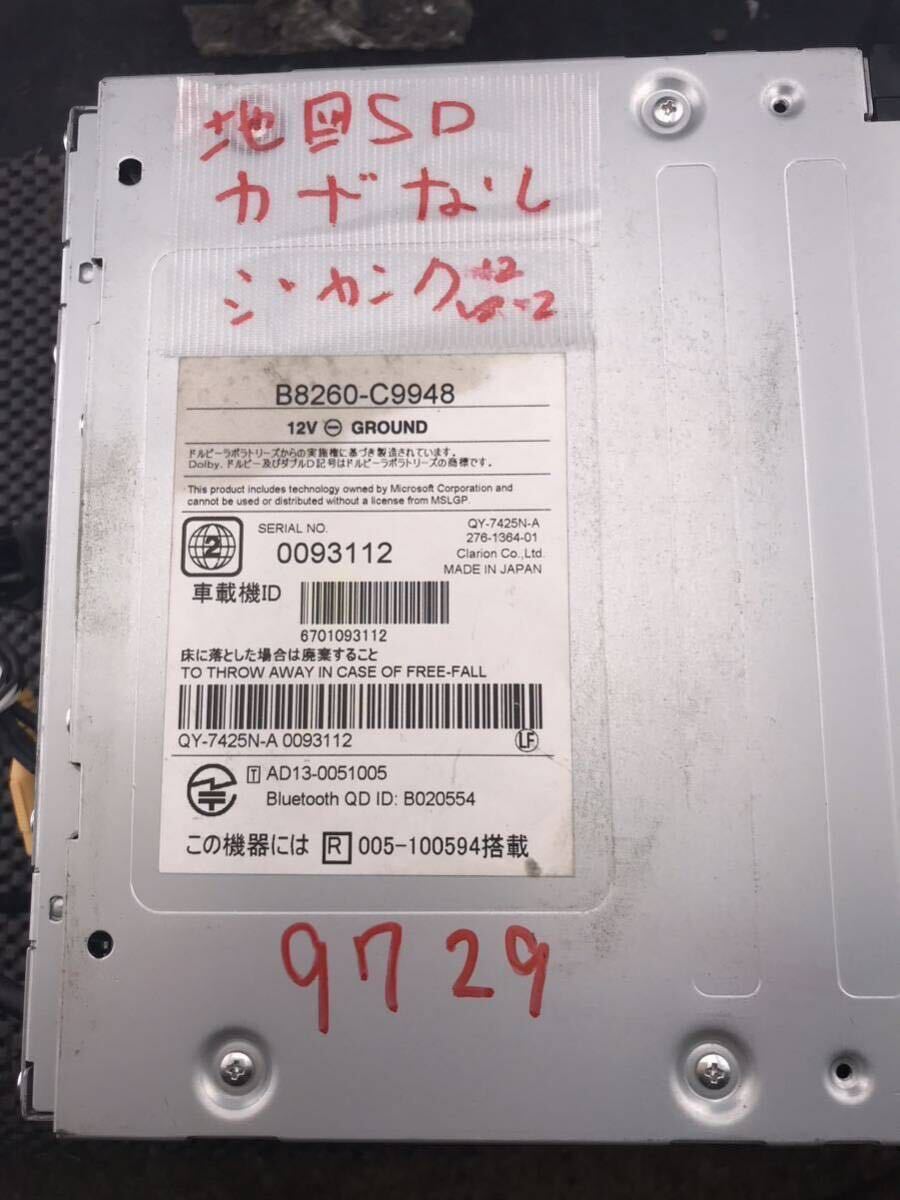 地図SD
カードなし
B8260-C9948
12V ⊖ GROUND
ドルビーラボラトリーズからの実施権に基づき製造されています。
Dolby、ドルビー及びダブルD記号はドルビーラボラトリーズの商標です。
This product includes technology owned by Microsoft Corporation and
cannot be used or distributed without a license from MSLGP.
2
SERIAL NO.
0093112
QY-7425N-A
276-1364-01
Clarion Co.,Ltd.
MADE IN JAPAN
車載機ID
6701093112
床に落とした場合は廃棄すること
TO THROW AWAY IN CASE OF FREE-FALL
QY-7425N-A 0093112
LF
T AD13-0051005
Bluetooth QD ID: B020554
この機器には R 005-100594搭載
9729